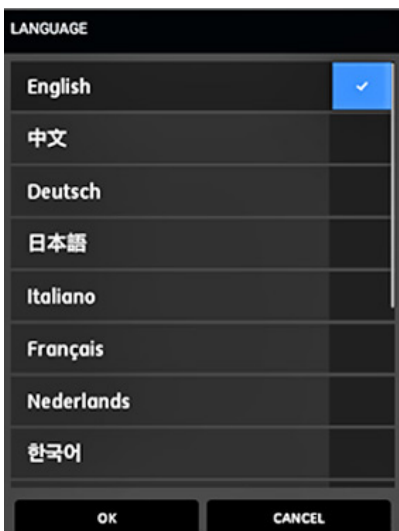 LANGUAGE
English
中文
Deutsch
日本語
Italiano
Français
Nederlands
한국어
OK CANCEL